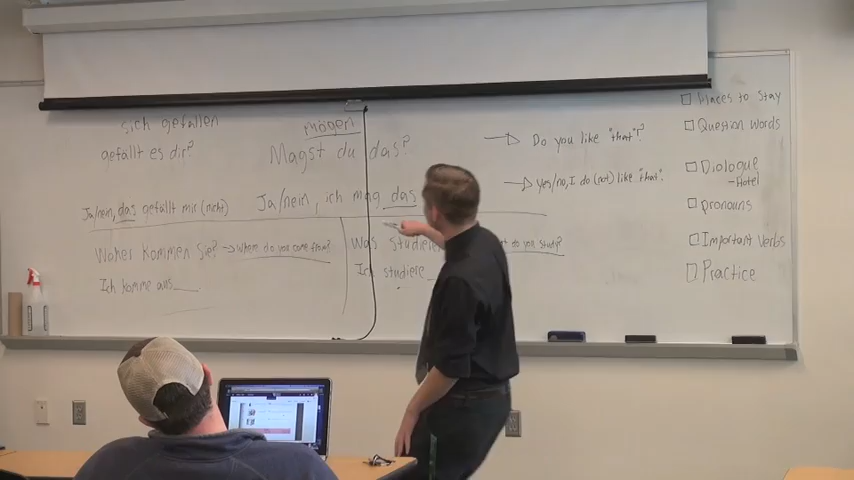 sich gefallen
gefällt es dir?
Ja/nein, das gefällt mir (nicht)
mögen
Magst du das?
Ja/Nein, ich mag das
Do you like "that"?
Yes/no, I do (not) like "that".
Woher kommen Sie? → Where do you come from?
Ich komme aus___
Was studiere
t do you study?
Ich studiere
Places to Stay
Question words
Dialogue
-Hotel
pronouns
Important Verbs
Practice